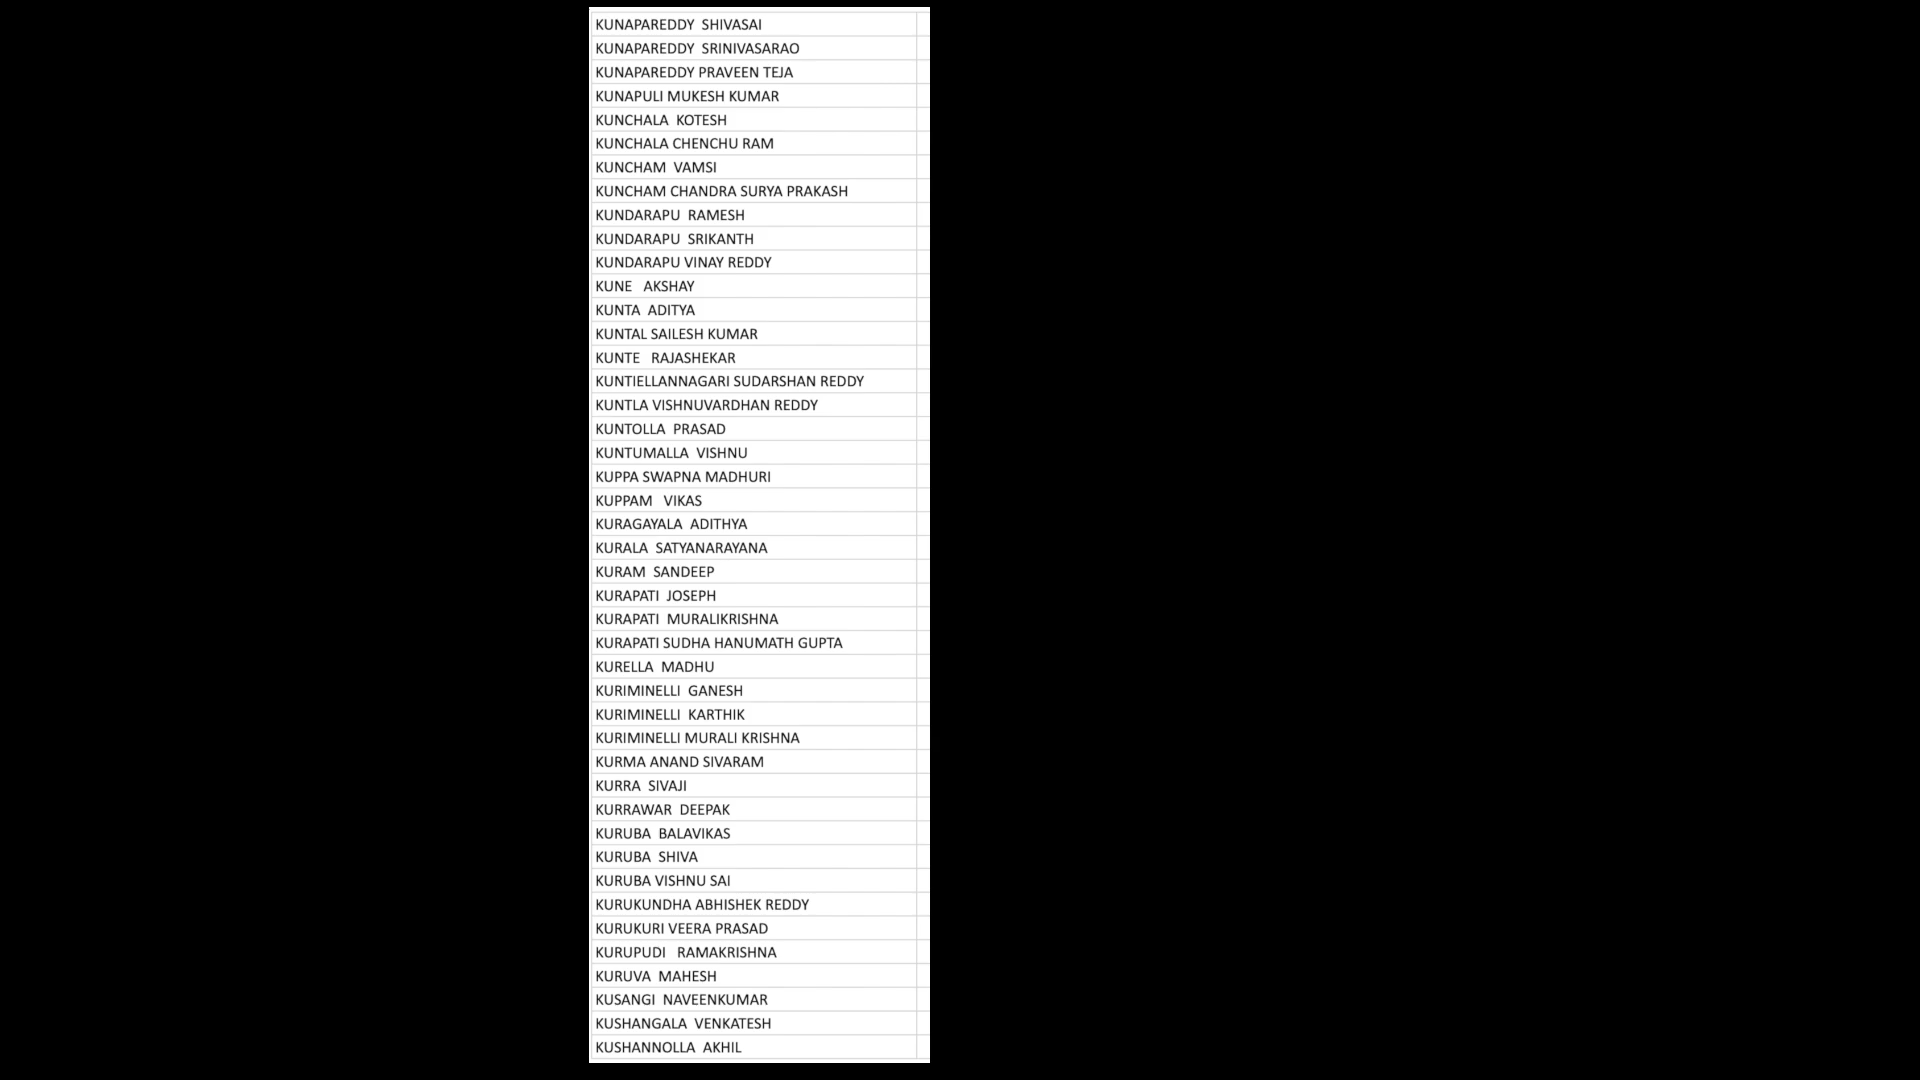 KUNAPAREDDY  SHIVASAI
KUNAPAREDDY  SRINIVASARAO
KUNAPAREDDY PRAVEEN TEJA
KUNAPULI MUKESH KUMAR
KUNCHALA  KOTESH
KUNCHALA CHENCHU RAM
KUNCHAM  VAMSI
KUNCHAM CHANDRA SURYA PRAKASH
KUNDARAPU  RAMESH
KUNDARAPU  SRIKANTH
KUNDARAPU VINAY REDDY
KUNE   AKSHAY
KUNTA  ADITYA
KUNTAL SAILESH KUMAR
KUNTE   RAJASHEKAR
KUNTIELLANNAGARI SUDARSHAN REDDY
KUNTLA VISHNUVARDHAN REDDY
KUNTOLLA  PRASAD
KUNTUMALLA  VISHNU
KUPPA SWAPNA MADHURI
KUPPAM   VIKAS
KURAGAYALA  ADITHYA
KURALA  SATYANARAYANA
KURAM  SANDEEP
KURAPATI  JOSEPH
KURAPATI  MURALIKRISHNA
KURAPATI SUDHA HANUMATH GUPTA
KURELLA  MADHU
KURIMINELLI  GANESH
KURIMINELLI  KARTHIK
KURIMINELLI MURALI KRISHNA
KURMA ANAND SIVARAM
KURRA  SIVAJI
KURRAWAR  DEEPAK
KURUBA  BALAVIKAS
KURUBA  SHIVA
KURUBA VISHNU SAI
KURUKUNDHA ABHISHEK REDDY
KURUKURI VEERA PRASAD
KURUPUDI   RAMAKRISHNA
KURUVA  MAHESH
KUSANGI  NAVEENKUMAR
KUSHANGALA  VENKATESH
KUSHANNOLLA  AKHIL